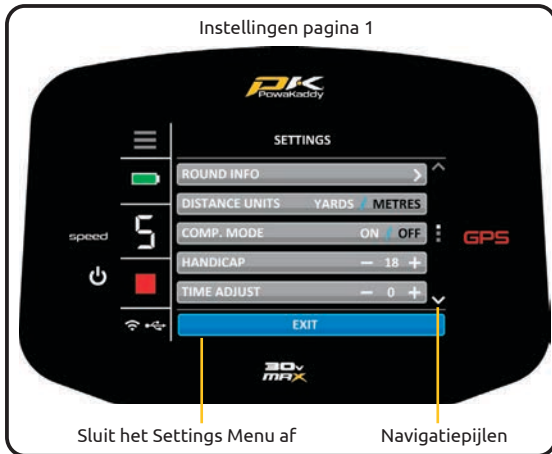 Instellingen pagina 1
PK
PowaKaddy
SETTINGS
ROUND INFO
DISTANCE UNITS YARDS / METRES
COMP. MODE ON / OFF
speed 5 GPS
HANDICAP – 18 +
TIME ADJUST – 0 +
EXIT
30v
MAX
Sluit het Settings Menu af Navigatiepijlen